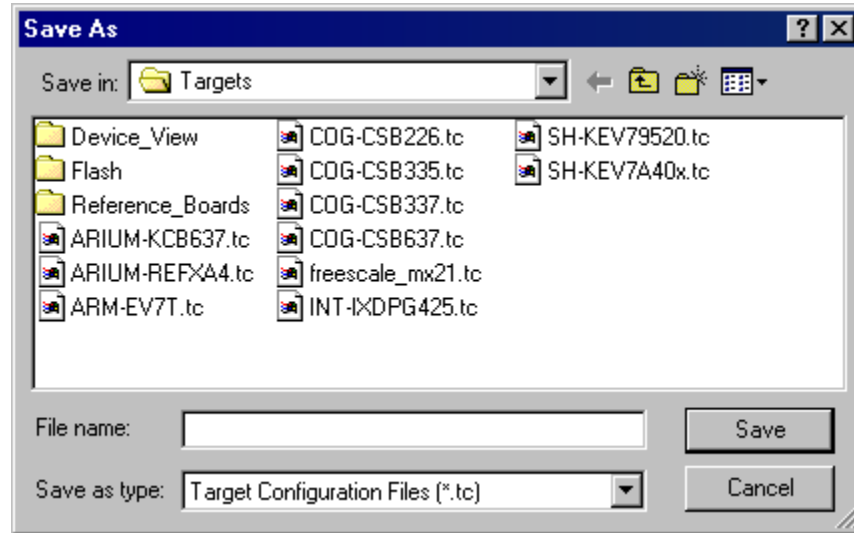 Save As
Save in: Targets
Device_View COG-CSB226.tc SH-KEV79520.tc
Flash COG-CSB335.tc SH-KEV7A40x.tc
Reference_Boards COG-CSB337.tc
ARIUM-KCB637.tc COG-CSB637.tc
ARIUM-REFXA4.tc freescale_mx21.tc
ARM-EV7T.tc INT-IXDPG425.tc
File name: Save
Save as type: Target Configuration Files (*.tc) Cancel